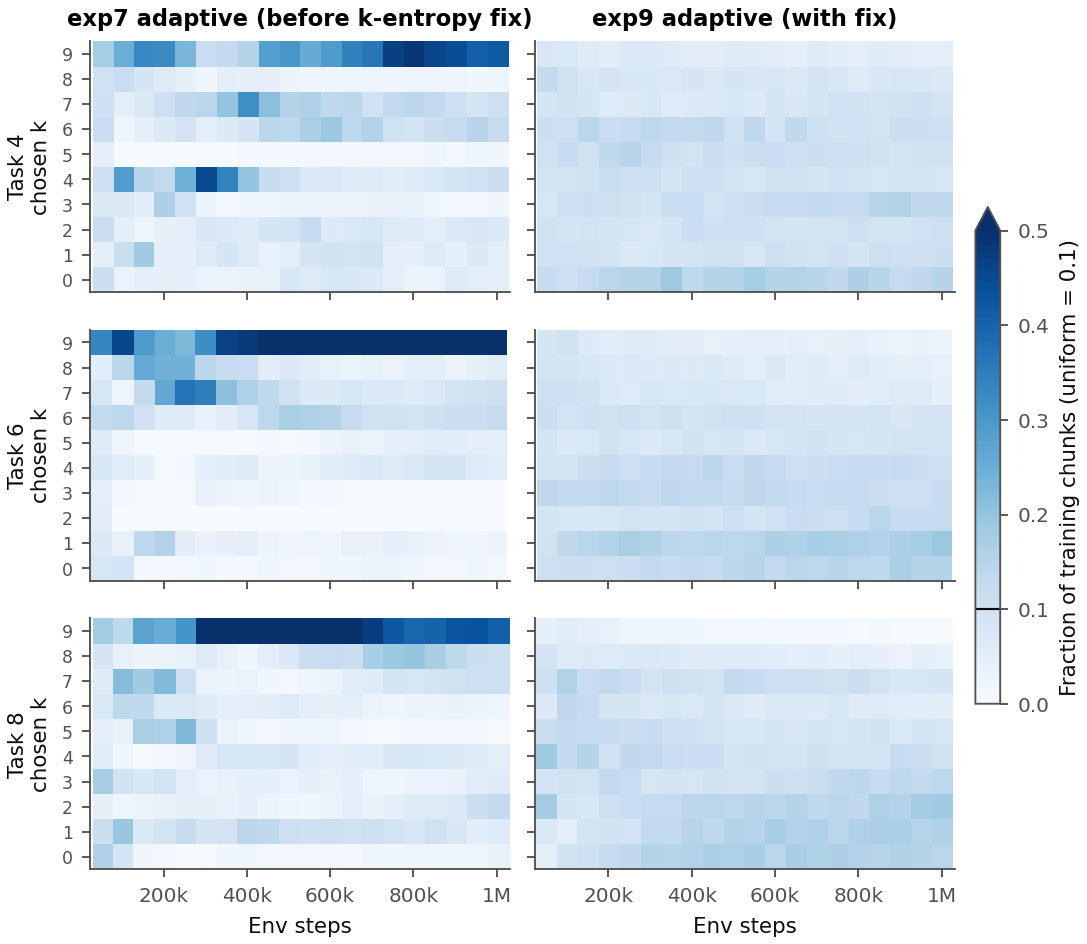 exp7 adaptive (before k-entropy fix)
exp9 adaptive (with fix)
Task 4
chosen k
9
8
7
6
5
4
3
2
1
0
Task 6
chosen k
9
8
7
6
5
4
3
2
1
0
Task 8
chosen k
9
8
7
6
5
4
3
2
1
0
200k
400k
600k
800k
1M
Env steps
200k
400k
600k
800k
1M
Env steps
0.5
0.4
0.3
0.2
0.1
0.0
Fraction of training chunks (uniform = 0.1)